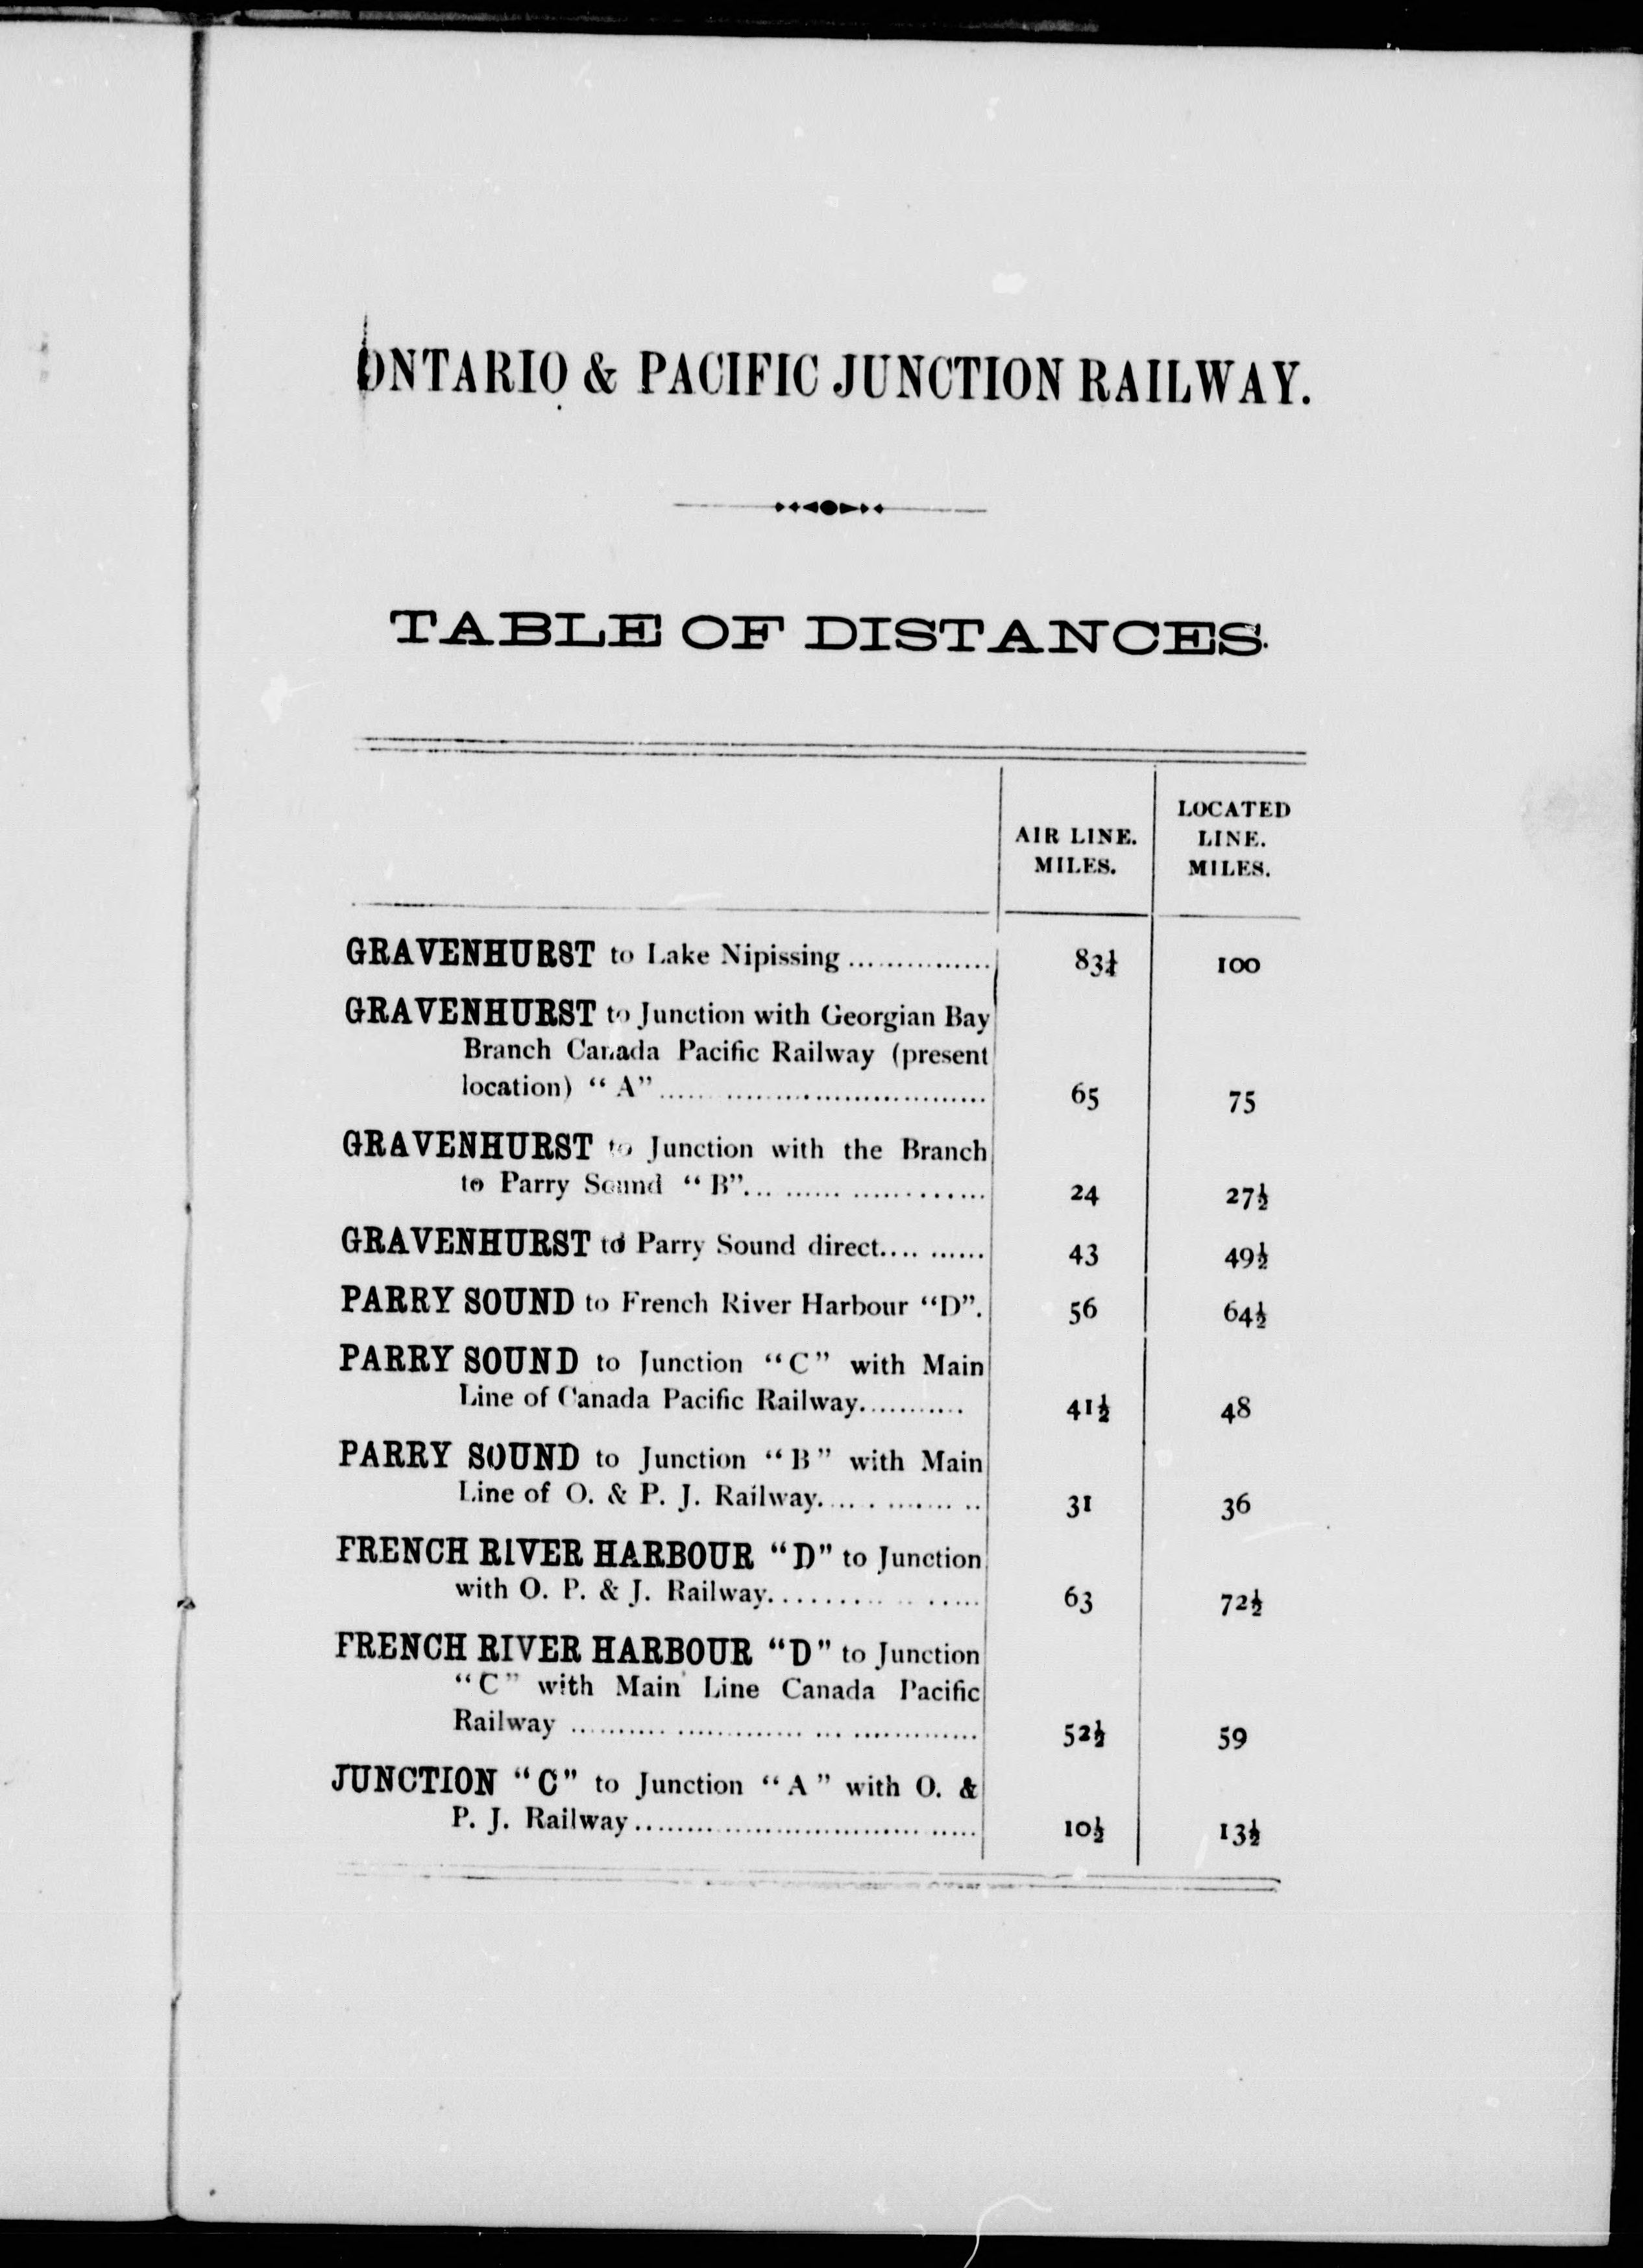 ONTARIO & PACIFIC JUNCTION RAILWAY.
TABLE OF DISTANCES.
AIR LINE. MILES.
LOCATED LINE. MILES.
GRAVENHURST to Lake Nipissing ............... 83¼ 100
GRAVENHURST to Junction with Georgian Bay
Branch Canada Pacific Railway (present
location) "A" ................................... 65 75
GRAVENHURST to Junction with the Branch
to Parry Sound "B"........................ 24 27½
GRAVENHURST to Parry Sound direct.......... 43 49½
PARRY SOUND to French River Harbour "D". 56 64½
PARRY SOUND to Junction "C" with Main
Line of Canada Pacific Railway........... 41½ 48
PARRY SOUND to Junction "B" with Main
Line of O. & P. J. Railway............... 31 36
FRENCH RIVER HARBOUR "D" to Junction
with O. P. & J. Railway.................... 63 72½
FRENCH RIVER HARBOUR "D" to Junction
"C" with Main Line Canada Pacific
Railway ........................................ 52½ 59
JUNCTION "C" to Junction "A" with O. &
P. J. Railway.................................. 10½ 13½